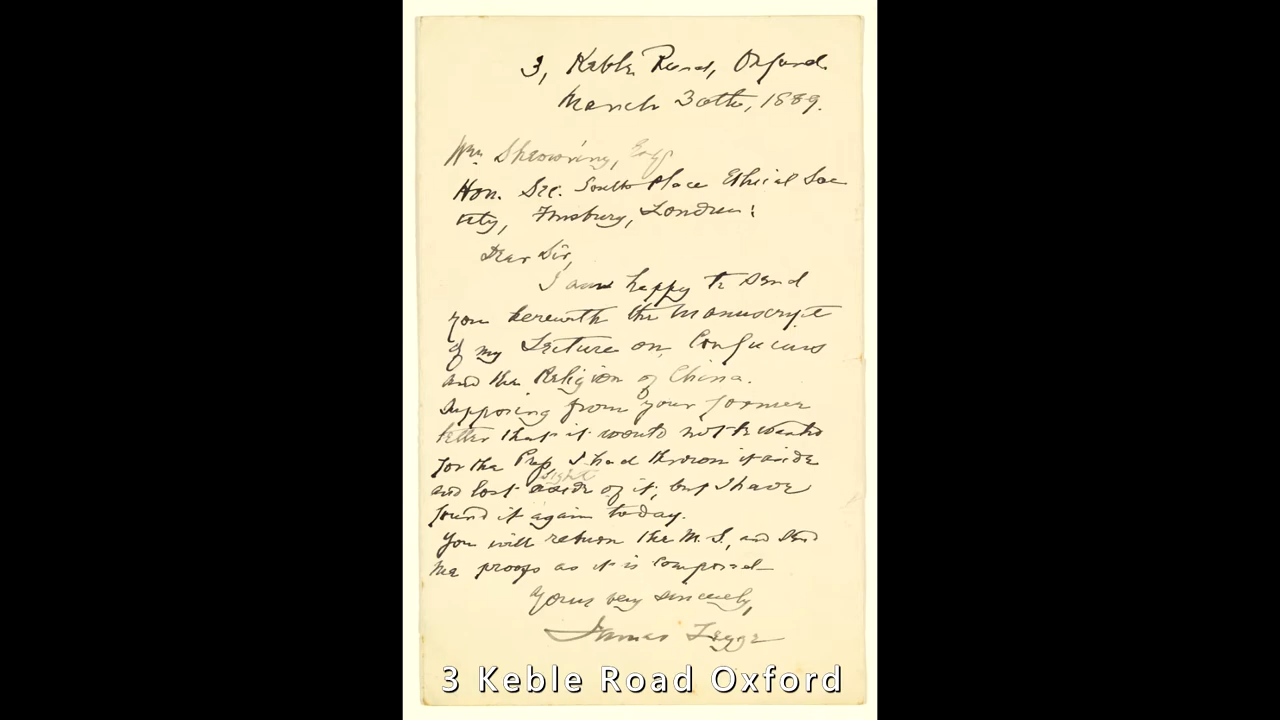 3, Keble Road, Oxford.
March 30th, 1889.
Wm. Sheowring, Esqr
Hon. Sec. South Place Ethical Soc
iety, Finsbury, London:
Dear Sir,
I am happy to send
you herewith the Manuscript
of my Lecture on Confucius
and the Religion of China.
Supposing from your former
letter that it would not be wanted
for the Press, I had thrown it aside
sight
and lost aside of it; but I have
found it again today.
You will return the M.S., and send
me proofs as it is composed
Yours very sincerely,
James Legge
3 Keble Road Oxford